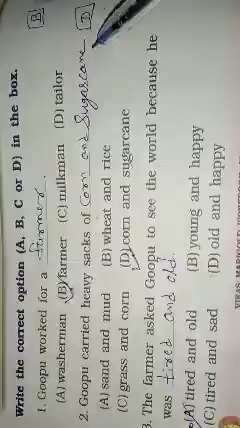 Write the correct option (A, B, C or D) in the box.
1. Goopu worked for a farmer. B
(A) washerman (B) farmer (C) milkman (D) tailor
2. Goopu carried heavy sacks of Corn and Sugarcane D
(A) sand and mud (B) wheat and rice
(C) grass and corn (D) corn and sugarcane
3. The farmer asked Goopu to see the world because he
was tired and old.
(A) tired and old (B) young and happy
(C) tired and sad (D) old and happy